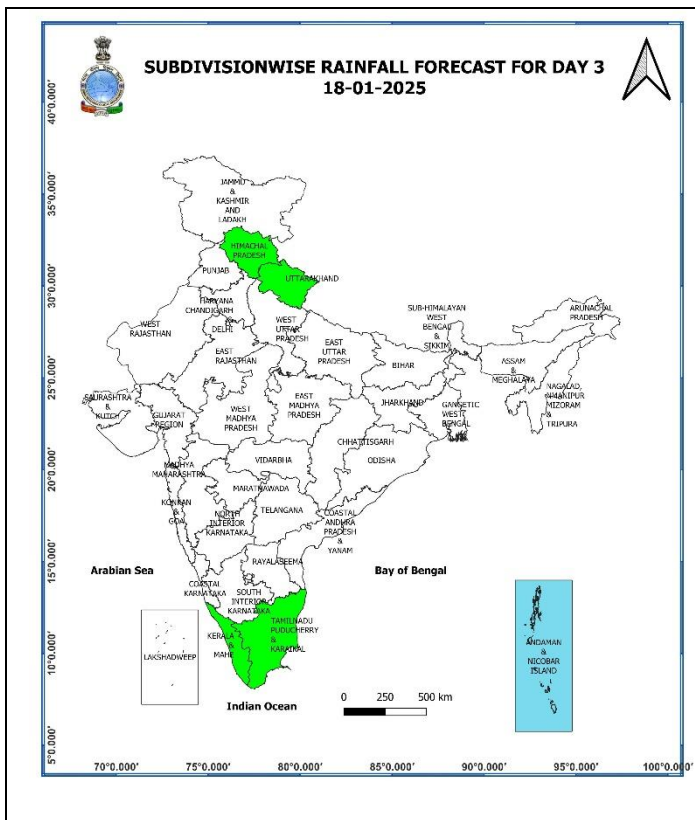 SUBDIVISIONWISE RAINFALL FORECAST FOR DAY 3
18-01-2025
40°0.000'
35°0.000'
30°0.000'
25°0.000'
20°0.000'
15°0.000'
10°0.000'
5°0.000'
JAMMU
&
KASHMIR
AND
LADAKH
HIMACHAL
PRADESH
PUNJAB
UTTARAKHAND
HARYANA
CHANDIGARH
&
DELHI
WEST
RAJASTHAN
WEST
UTTAR
PRADESH
EAST
RAJASTHAN
EAST
UTTAR
PRADESH
SUB-HIMALAYAN
WEST
BENGAL
&
SIKKIM
ARUNACHAL
PRADESH
BIHAR
ASSAM
&
MEGHALAYA
NAGALAD,
MANIPUR
MIZORAM
&
TRIPURA
SAURASHTRA
&
KUTCH
GUJARAT
REGION
WEST
MADHYA
PRADESH
EAST
MADHYA
PRADESH
JHARKHAND
GANGETIC
WEST
BENGAL
CHHATTISGARH
ODISHA
VIDARBHA
MADHYA
MAHARASHTRA
MARATHWADA
KONKAN
&
GOA
NORTH
INTERIOR
KARNATAKA
TELANGANA
COASTAL
ANDHRA
PRADESH
&
YANAM
RAYALASEEMA
Arabian Sea
Bay of Bengal
COASTAL
KARNATAKA
SOUTH
INTERIOR
KARNATAKA
TAMILNADU
PUDUCHERRY
&
KARAIKAL
KERALA
&
MAHE
LAKSHADWEEP
ANDAMAN
&
NICOBAR
ISLAND
Indian Ocean
0 250 500 km
70°0.000' 75°0.000' 80°0.000' 85°0.000' 90°0.000' 95°0.000' 100°0.000'